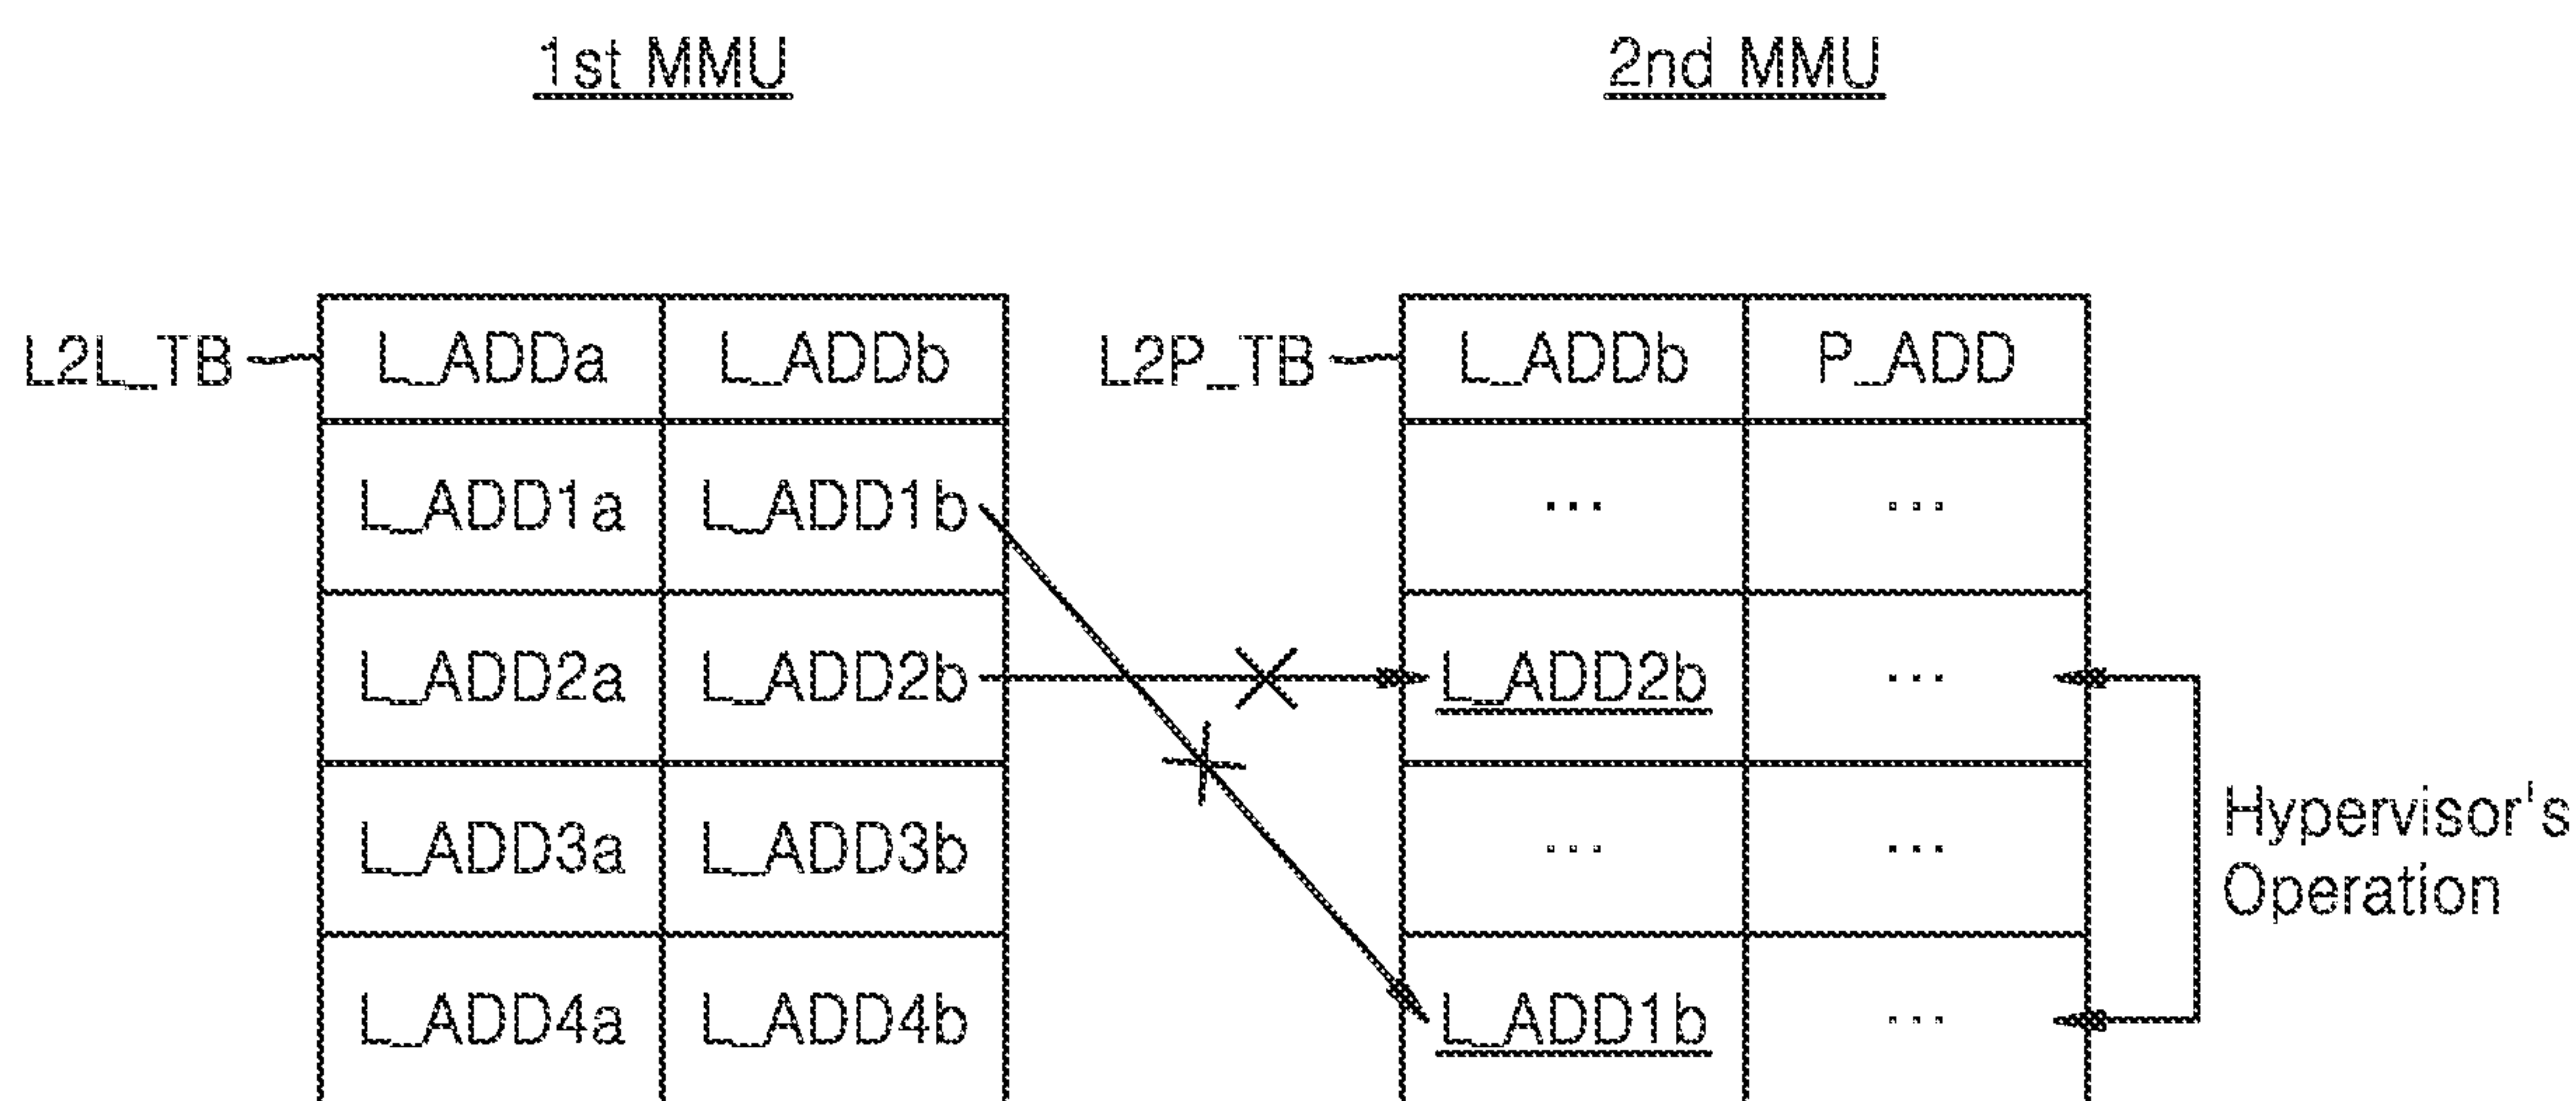 1st MMU
2nd MMU
L2L_TB
L_ADDa L_ADDb
L_ADD1a L_ADD1b
L_ADD2a L_ADD2b
L_ADD3a L_ADD3b
L_ADD4a L_ADD4b
L2P_TB
L_ADDb P_ADD
... ...
L_ADD2b ...
... ...
L_ADD1b ...
Hypervisor's
Operation